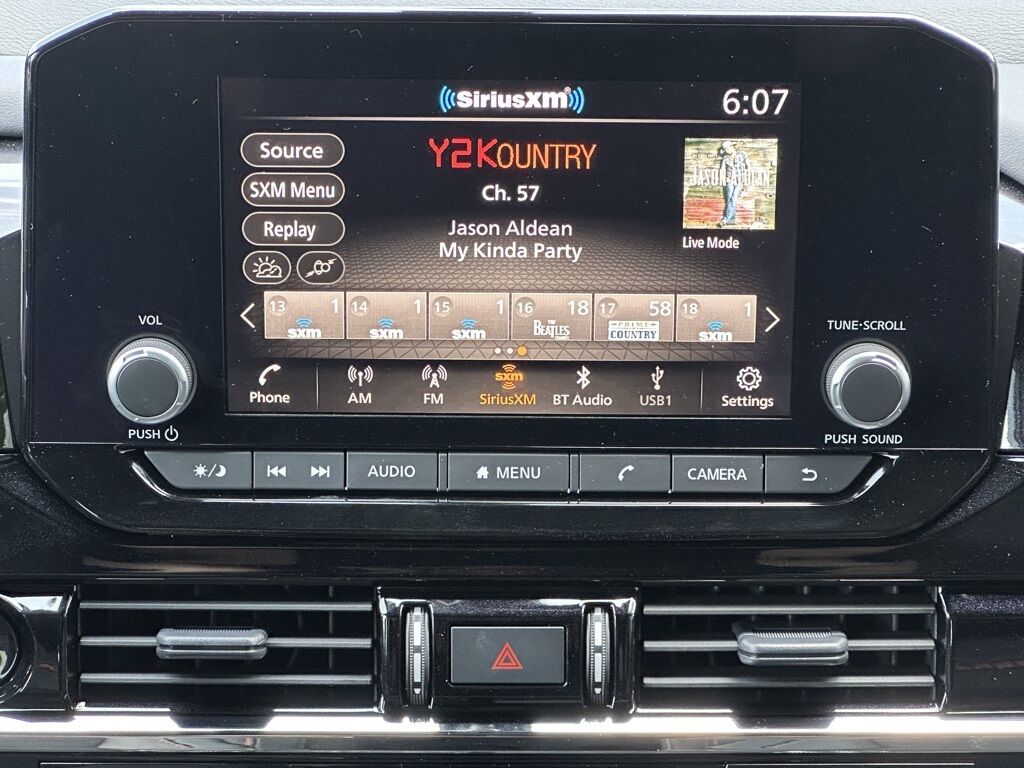 SiriusXM®
6:07
Source
Y2KOUNTRY
SXM Menu
Ch. 57
JASON ALDEAN
Replay
Jason Aldean
My Kinda Party
Live Mode
13 1 sxm
14 1 sxm
15 1 sxm
16 18 THE BEATLES
17 58 PRIME COUNTRY
18 1 sxm
Phone
AM
FM
sxm
SiriusXM
BT Audio
USB1
Settings
VOL
PUSH
TUNE·SCROLL
PUSH SOUND
AUDIO
MENU
CAMERA